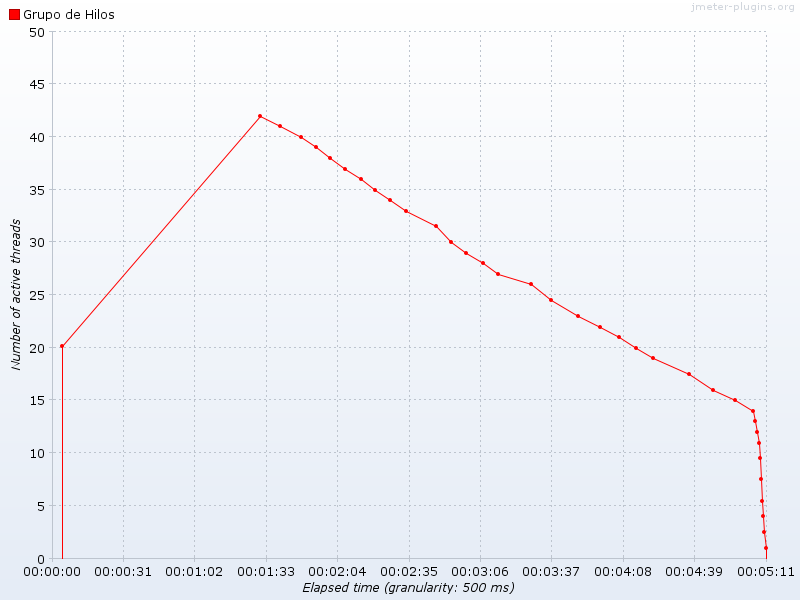 jmeter-plugins.org
Grupo de Hilos
50
45
40
35
30
25
20
15
10
5
0
Number of active threads
00:00:00 00:00:31 00:01:02 00:01:33 00:02:04 00:02:35 00:03:06 00:03:37 00:04:08 00:04:39 00:05:11
Elapsed time (granularity: 500 ms)